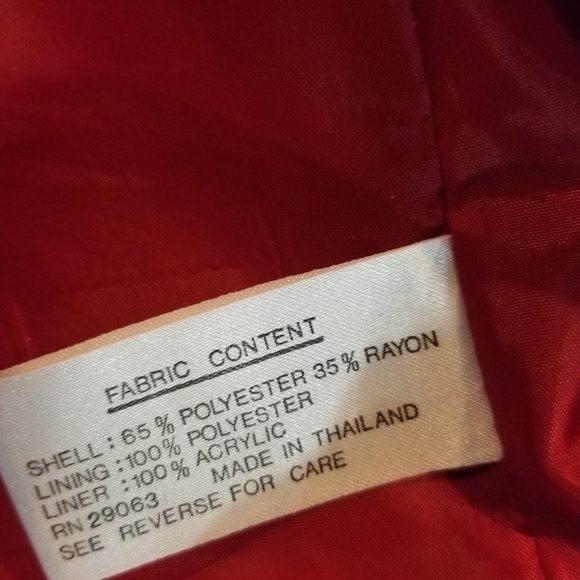 FABRIC CONTENT
SHELL : 65% POLYESTER 35% RAYON
LINING : 100% POLYESTER
LINER : 100% ACRYLIC
RN 29063 MADE IN THAILAND
SEE REVERSE FOR CARE